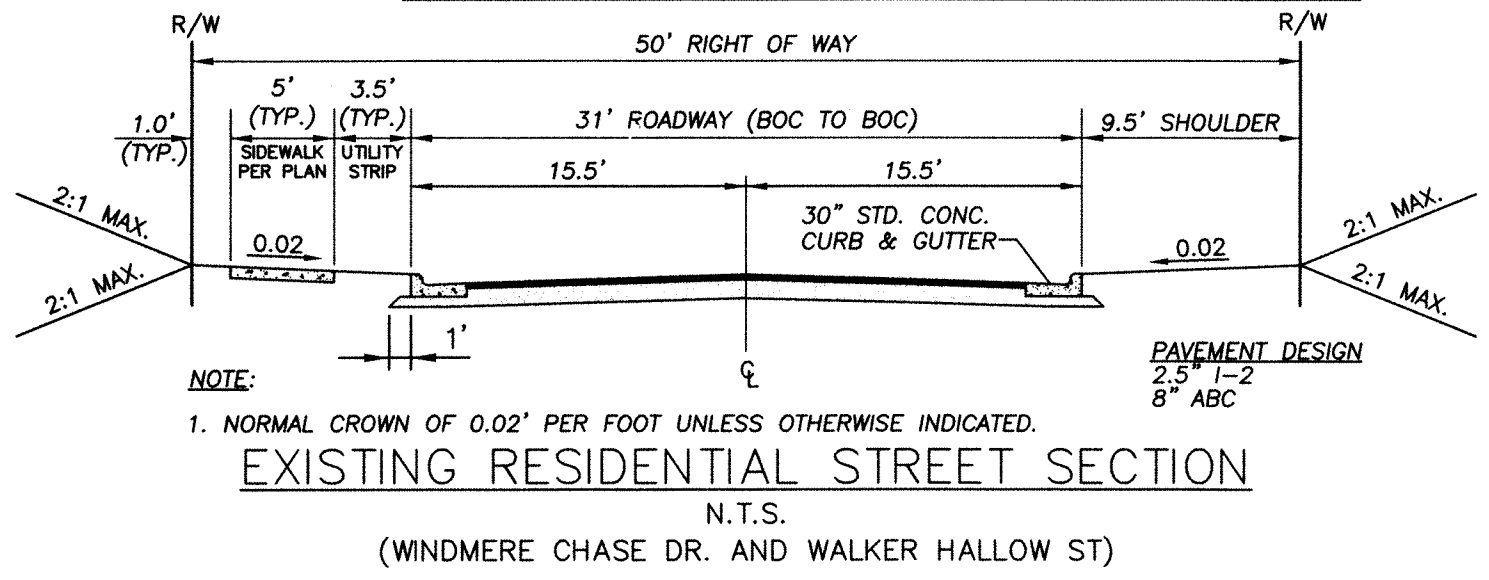 R/W
R/W
50' RIGHT OF WAY
1.0'
(TYP.)
5'
(TYP.)
SIDEWALK
PER PLAN
3.5'
(TYP.)
UTILITY
STRIP
31' ROADWAY (BOC TO BOC)
9.5' SHOULDER
15.5'
15.5'
30" STD. CONC.
CURB & GUTTER
2:1 MAX.
2:1 MAX.
0.02
0.02
2:1 MAX.
2:1 MAX.
1'
℄
PAVEMENT DESIGN
2.5" I-2
8" ABC
NOTE:
1. NORMAL CROWN OF 0.02' PER FOOT UNLESS OTHERWISE INDICATED.
EXISTING RESIDENTIAL STREET SECTION
N.T.S.
(WINDMERE CHASE DR. AND WALKER HALLOW ST)